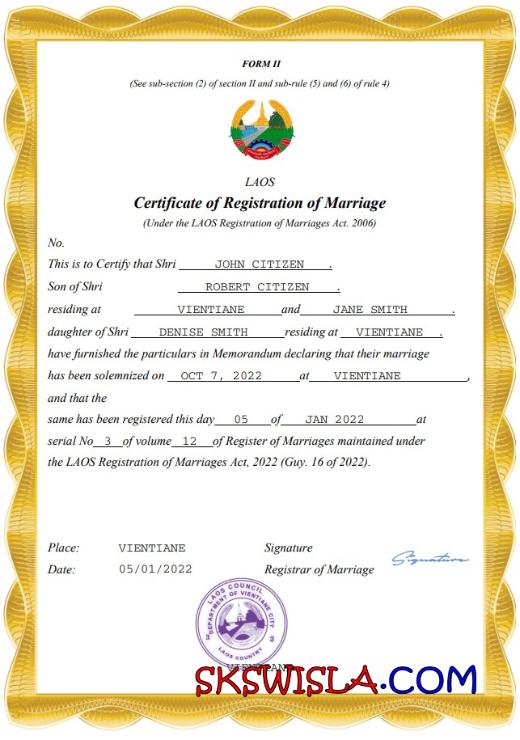 FORM II
(See sub-section (2) of section II and sub-rule (5) and (6) of rule 4)
LAOS
Certificate of Registration of Marriage
(Under the LAOS Registration of Marriages Act. 2006)
No.
This is to Certify that Shri JOHN CITIZEN .
Son of Shri ROBERT CITIZEN .
residing at VIENTIANE and JANE SMITH .
daughter of Shri DENISE SMITH residing at VIENTIANE .
have furnished the particulars in Memorandum declaring that their marriage
has been solemnized on OCT 7, 2022 at VIENTIANE ,
and that the
same has been registered this day 05 of JAN 2022 at
serial No 3 of volume 12 of Register of Marriages maintained under
the LAOS Registration of Marriages Act, 2022 (Guy. 16 of 2022).
Place: VIENTIANE Signature Signature
Date: 05/01/2022 Registrar of Marriage
LAOS COUNCIL
DEPARTMENT OF VIENTIANE CITY
LAOS COUNTRY
VIENTIANE
SKSWISLA.COM